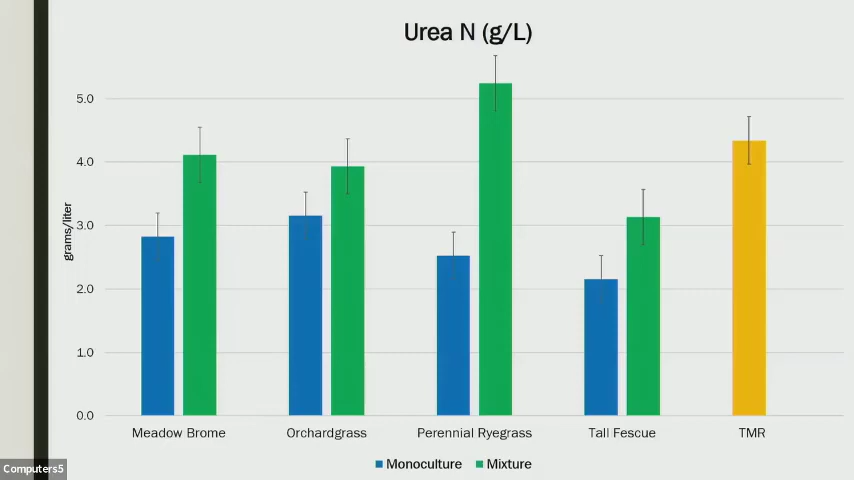 Urea N (g/L)
5.0
4.0
3.0
2.0
1.0
0.0
grams/liter
Meadow Brome
Orchardgrass
Perennial Ryegrass
Tall Fescue
TMR
Monoculture
Mixture
Computers5